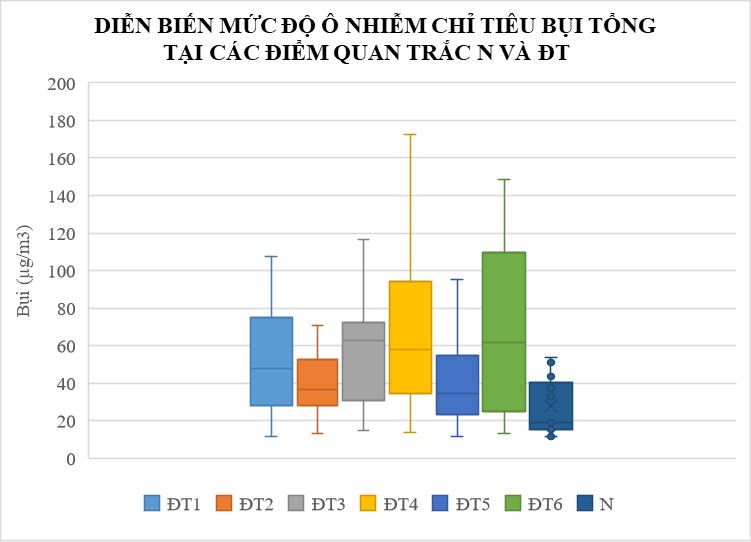 DIỄN BIẾN MỨC ĐỘ Ô NHIỄM CHỈ TIÊU BỤI TỔNG
TẠI CÁC ĐIỂM QUAN TRẮC N VÀ ĐT
200
180
160
140
120
100
80
60
40
20
0
Bụi (µg/m3)
ĐT1 ĐT2 ĐT3 ĐT4 ĐT5 ĐT6 N